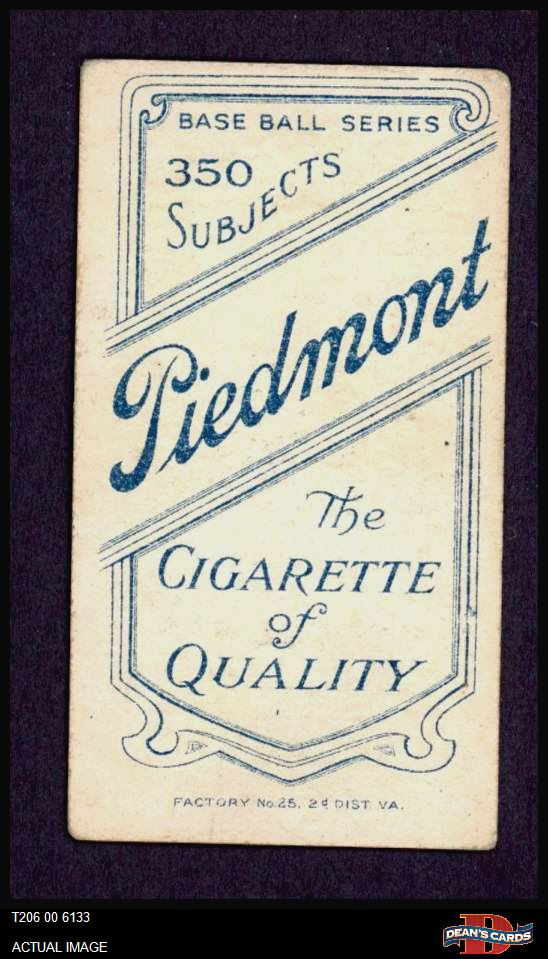 BASE BALL SERIES
350
SUBJECTS
Piedmont
The
CIGARETTE
of
QUALITY
FACTORY No. 25, 2d DIST. VA.
T206 00 6133
ACTUAL IMAGE
DEAN'S CARDS